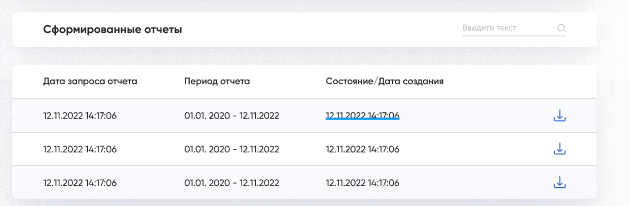 Сформированные отчеты
Введите текст
Дата запроса отчета Период отчета Состояние/Дата создания
12.11.2022 14:17:06 01.01. 2020 - 12.11.2022 12.11.2022 14:17:06
12.11.2022 14:17:06 01.01. 2020 - 12.11.2022 12.11.2022 14:17:06
12.11.2022 14:17:06 01.01. 2020 - 12.11.2022 12.11.2022 14:17:06